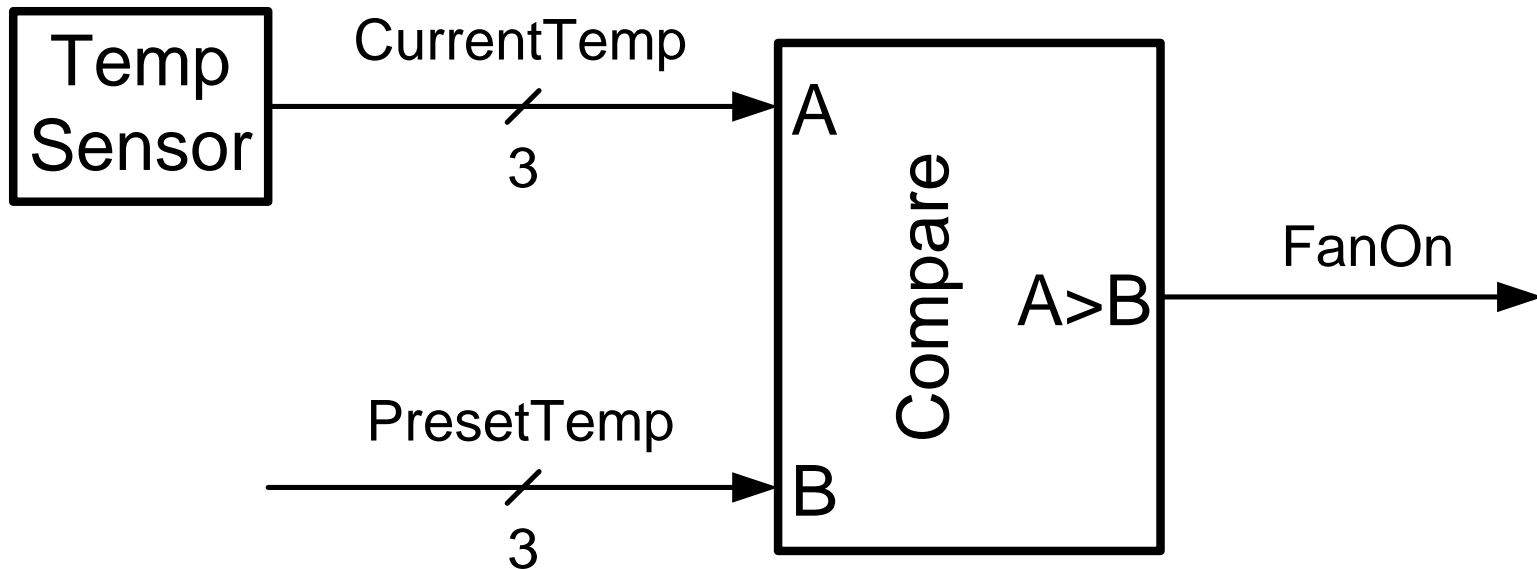 Temp
Sensor
CurrentTemp
3
A
Compare
A>B
FanOn
PresetTemp
3
B